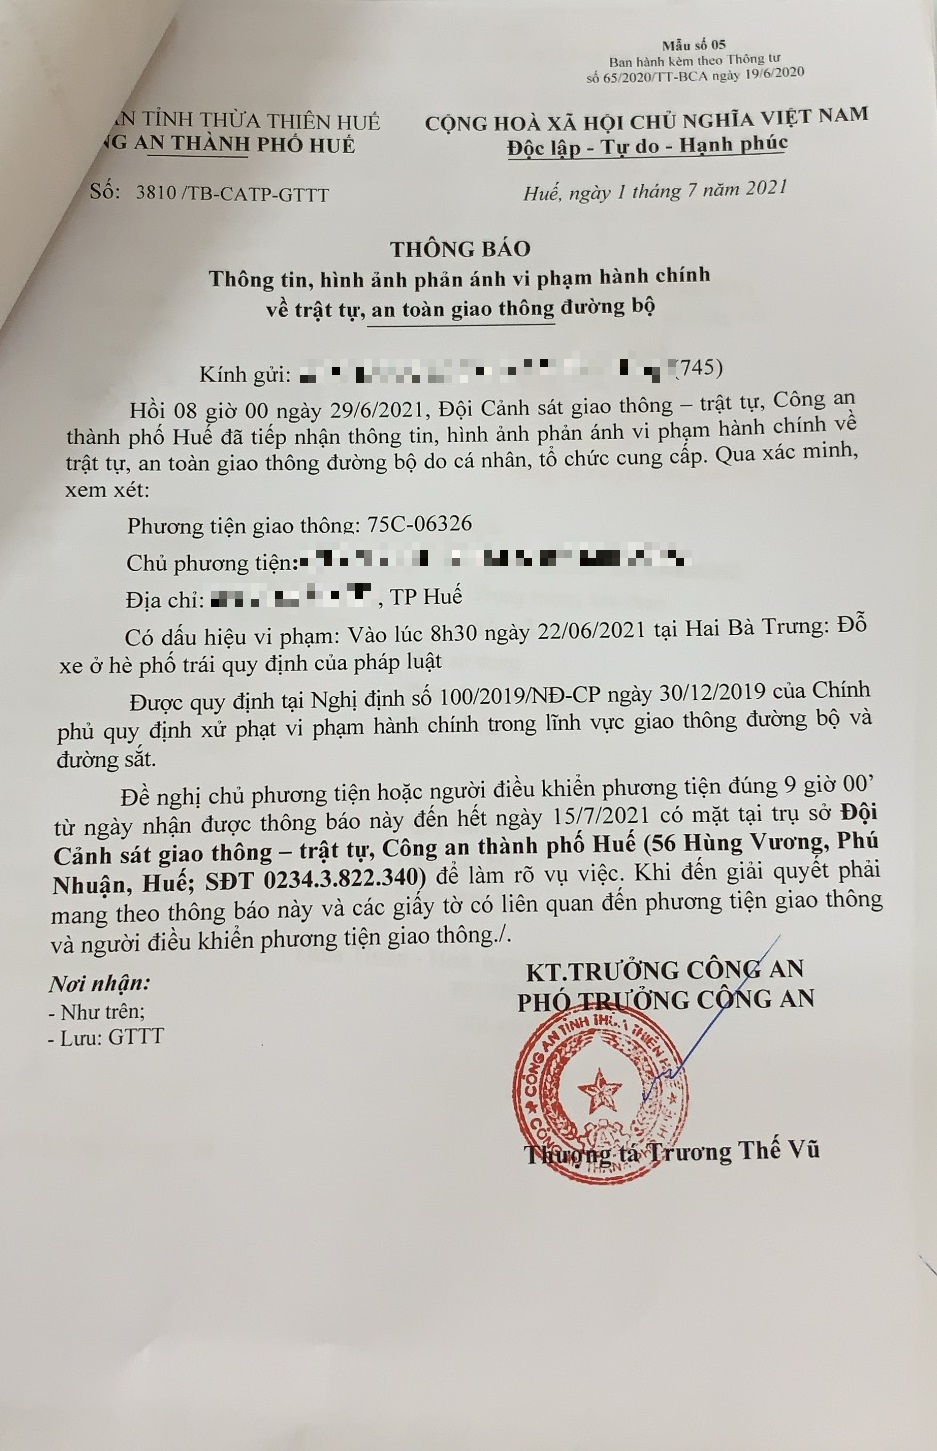 Mẫu số 05
Ban hành kèm theo Thông tư
số 65/2020/TT-BCA ngày 19/6/2020
AN TỈNH THỪA THIÊN HUẾ
NG AN THÀNH PHỐ HUẾ
CỘNG HOÀ XÃ HỘI CHỦ NGHĨA VIỆT NAM
Độc lập - Tự do - Hạnh phúc
Số: 3810 /TB-CATP-GTTT
Huế, ngày 1 tháng 7 năm 2021
THÔNG BÁO
Thông tin, hình ảnh phản ánh vi phạm hành chính
về trật tự, an toàn giao thông đường bộ
Kính gửi: (745)
Hồi 08 giờ 00 ngày 29/6/2021, Đội Cảnh sát giao thông – trật tự, Công an
thành phố Huế đã tiếp nhận thông tin, hình ảnh phản ánh vi phạm hành chính về
trật tự, an toàn giao thông đường bộ do cá nhân, tổ chức cung cấp. Qua xác minh,
xem xét:
Phương tiện giao thông: 75C-06326
Chủ phương tiện:
Địa chỉ: , TP Huế
Có dấu hiệu vi phạm: Vào lúc 8h30 ngày 22/06/2021 tại Hai Bà Trưng: Đỗ
xe ở hè phố trái quy định của pháp luật
Được quy định tại Nghị định số 100/2019/NĐ-CP ngày 30/12/2019 của Chính
phủ quy định xử phạt vi phạm hành chính trong lĩnh vực giao thông đường bộ và
đường sắt.
Đề nghị chủ phương tiện hoặc người điều khiển phương tiện đúng 9 giờ 00’
từ ngày nhận được thông báo này đến hết ngày 15/7/2021 có mặt tại trụ sở Đội
Cảnh sát giao thông – trật tự, Công an thành phố Huế (56 Hùng Vương, Phú
Nhuận, Huế; SĐT 0234.3.822.340) để làm rõ vụ việc. Khi đến giải quyết phải
mang theo thông báo này và các giấy tờ có liên quan đến phương tiện giao thông
và người điều khiển phương tiện giao thông./.
Nơi nhận:
- Như trên;
- Lưu: GTTT
KT.TRƯỞNG CÔNG AN
PHÓ TRƯỞNG CÔNG AN
CÔNG AN TỈNH THỪA THIÊN HUẾ
CÔNG AN THÀNH PHỐ HUẾ
Thượng tá Trương Thế Vũ